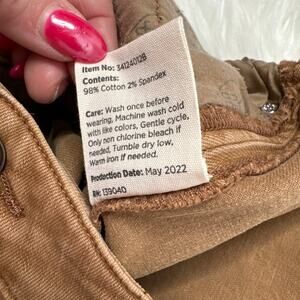 Item No: 34124012B
Contents:
98% Cotton 2% Spandex
Care: Wash once before
wearing, Machine wash cold
with like colors, Gentle cycle,
Only non chlorine bleach if
needed, Tumble dry low,
Warm iron if needed.
Production Date: May 2022
RN: 139040